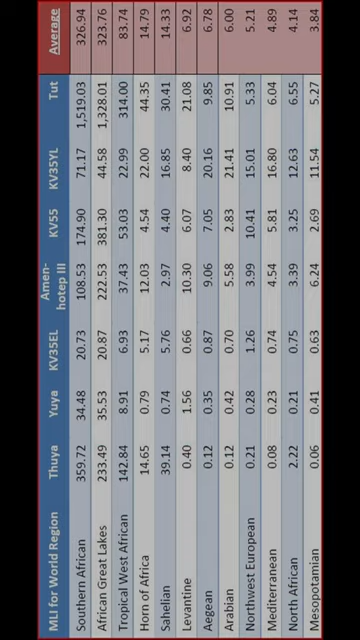 MLI for World Region Thuya Yuya KV35EL Amen-hotep III KV55 KV35YL Tut Average
Southern African 359.72 34.48 20.73 108.53 174.90 71.17 1,519.03 326.94
African Great Lakes 233.49 35.53 20.87 222.53 381.30 44.58 1,328.01 323.76
Tropical West African 142.84 8.91 6.93 37.43 53.03 22.99 314.00 83.74
Horn of Africa 14.65 0.79 5.17 12.03 4.54 22.00 44.35 14.79
Sahelian 39.14 0.74 5.76 2.97 4.40 16.85 30.41 14.33
Levantine 0.40 1.56 0.66 10.30 6.07 8.40 21.08 6.92
Aegean 0.12 0.35 0.87 9.06 7.05 20.16 9.85 6.78
Arabian 0.12 0.42 0.70 5.58 2.83 21.41 10.91 6.00
Northwest European 0.21 0.28 1.26 3.99 10.41 15.01 5.33 5.21
Mediterranean 0.08 0.23 0.74 4.54 5.81 16.80 6.04 4.89
North African 2.22 0.21 0.75 3.39 3.25 12.63 6.55 4.14
Mesopotamian 0.06 0.41 0.63 6.24 2.69 11.54 5.27 3.84